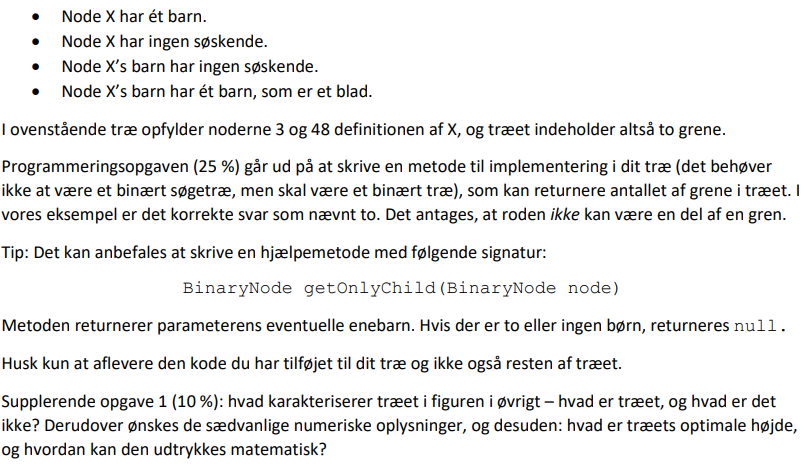 • Node X har ét barn.
• Node X har ingen søskende.
• Node X’s barn har ingen søskende.
• Node X’s barn har ét barn, som er et blad.
I ovenstående træ opfylder noderne 3 og 48 definitionen af X, og træet indeholder altså to grene.
Programmeringsopgaven (25 %) går ud på at skrive en metode til implementering i dit træ (det behøver
ikke at være et binært søgetræ, men skal være et binært træ), som kan returnere antallet af grene i træet. I
vores eksempel er det korrekte svar som nævnt to. Det antages, at roden ikke kan være en del af en gren.
Tip: Det kan anbefales at skrive en hjælpemetode med følgende signatur:
BinaryNode getOnlyChild(BinaryNode node)
Metoden returnerer parameterens eventuelle enebarn. Hvis der er to eller ingen børn, returneres null.
Husk kun at aflevere den kode du har tilføjet til dit træ og ikke også resten af træet.
Supplerende opgave 1 (10 %): hvad karakteriserer træet i figuren i øvrigt – hvad er træet, og hvad er det
ikke? Derudover ønskes de sædvanlige numeriske oplysninger, og desuden: hvad er træets optimale højde,
og hvordan kan den udtrykkes matematisk?